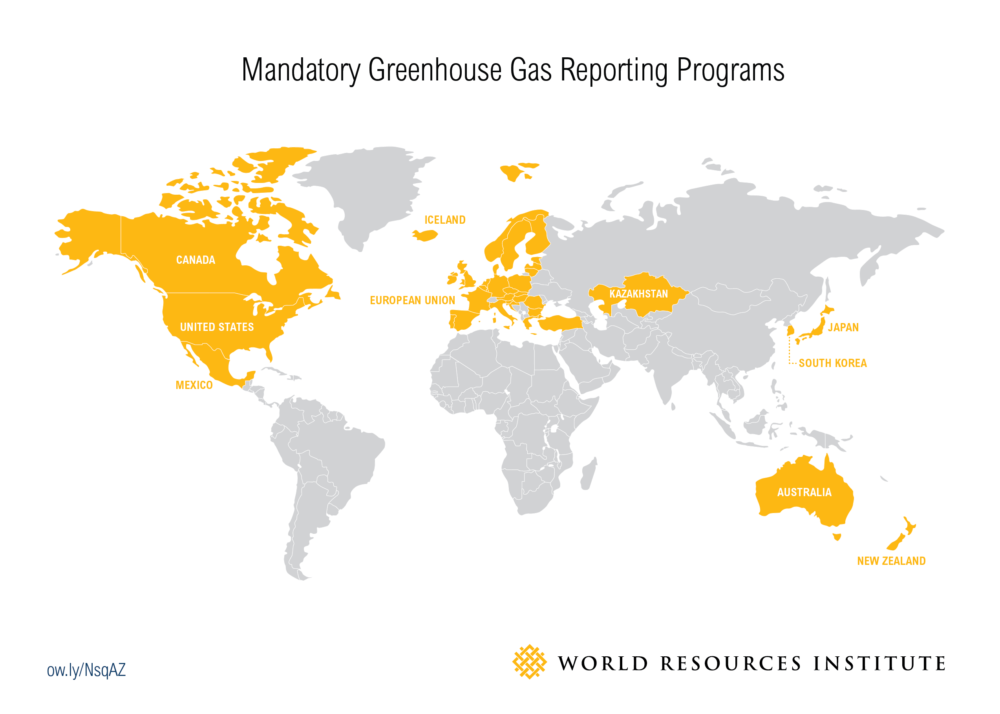 Mandatory Greenhouse Gas Reporting Programs
ICELAND
CANADA
KAZAKHSTAN
EUROPEAN UNION
UNITED STATES
JAPAN
SOUTH KOREA
MEXICO
AUSTRALIA
NEW ZEALAND
ow.ly/NsqAZ
WORLD RESOURCES INSTITUTE